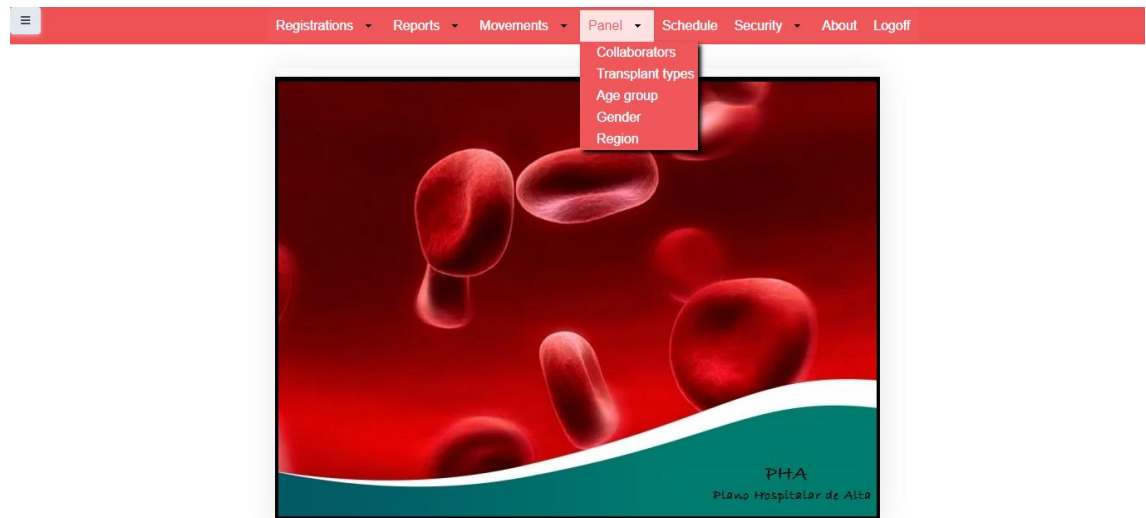 ☰ Registrations Reports Movements Panel Schedule Security About Logoff
Collaborators
Transplant types
Age group
Gender
Region
PHA
Plano Hospitalar de Alta